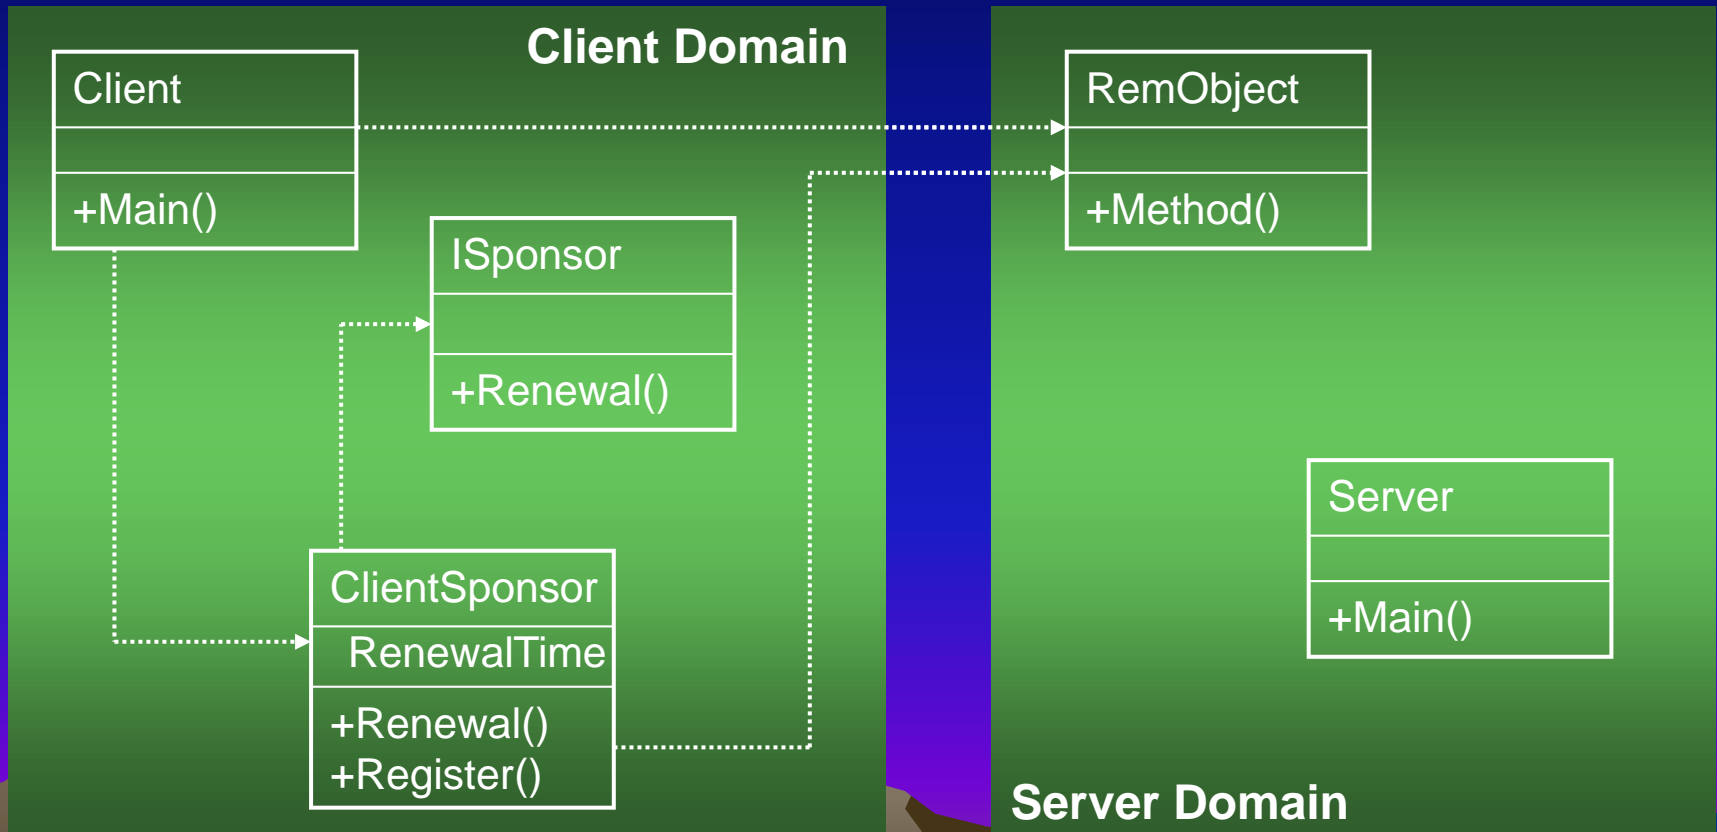 Client Domain
Client
+Main()
ISponsor
+Renewal()
ClientSponsor
RenewalTime
+Renewal()
+Register()
RemObject
+Method()
Server
+Main()
Server Domain